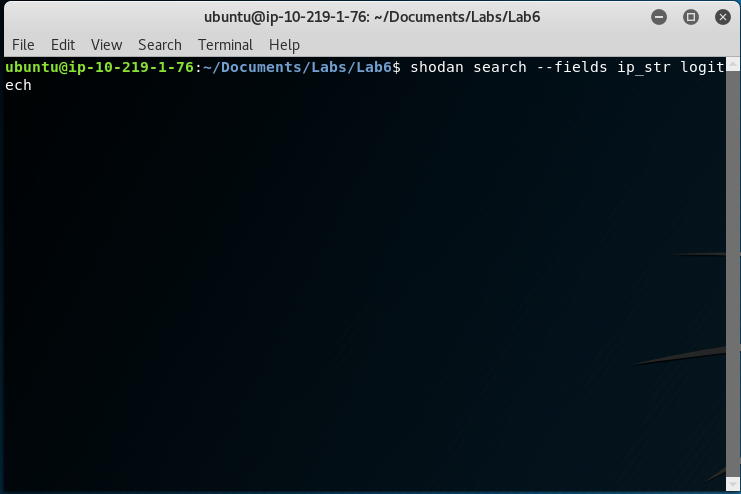 ubuntu@ip-10-219-1-76: ~/Documents/Labs/Lab6
File Edit View Search Terminal Help
ubuntu@ip-10-219-1-76:~/Documents/Labs/Lab6$ shodan search --fields ip_str logit
ech